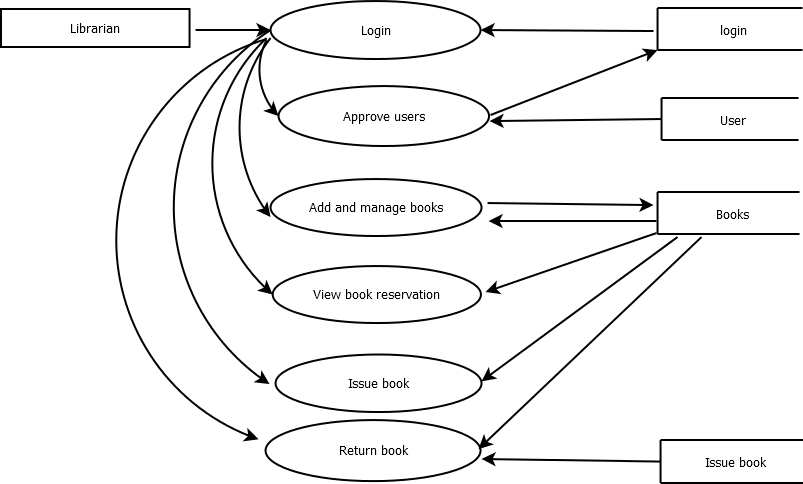 Librarian
Login
login
Approve users
User
Add and manage books
Books
View book reservation
Issue book
Return book
Issue book